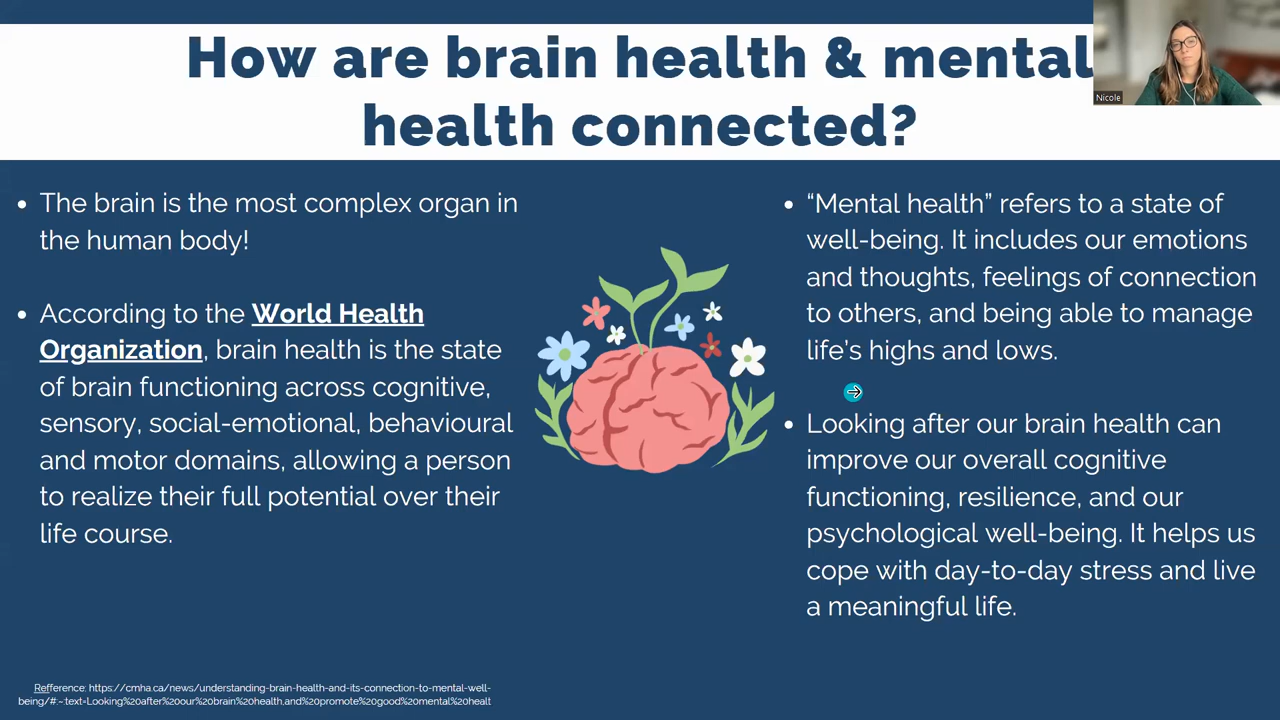 How are brain health & mental
health connected?
Nicole
• The brain is the most complex organ in
the human body!
• According to the World Health
Organization, brain health is the state
of brain functioning across cognitive,
sensory, social-emotional, behavioural
and motor domains, allowing a person
to realize their full potential over their
life course.
• “Mental health” refers to a state of
well-being. It includes our emotions
and thoughts, feelings of connection
to others, and being able to manage
life’s highs and lows.
• Looking after our brain health can
improve our overall cognitive
functioning, resilience, and our
psychological well-being. It helps us
cope with day-to-day stress and live
a meaningful life.
Refference: https://cmha.ca/news/understanding-brain-health-and-its-connection-to-mental-well-
being/#:~:text=Looking%20after%20our%20brain%20health,and%20promote%20good%20mental%20healt